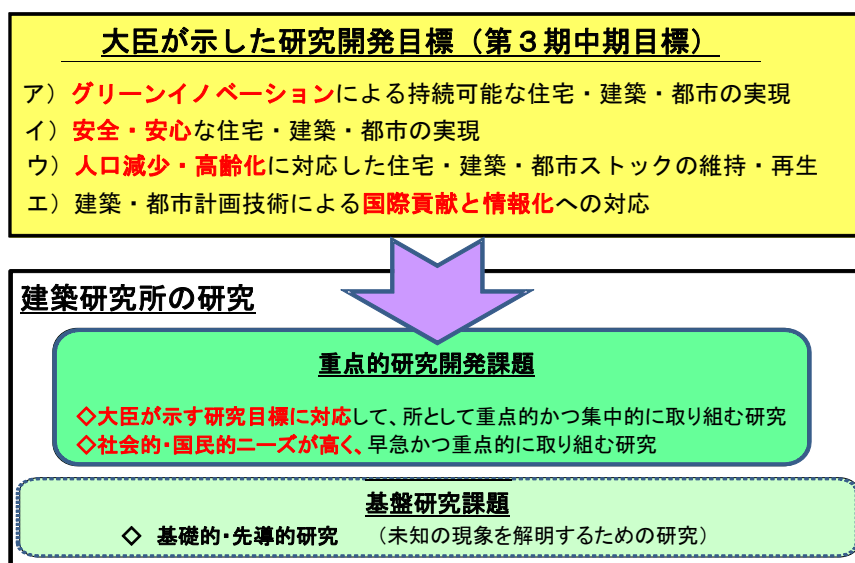 大臣が示した研究開発目標（第３期中期目標）
ア）グリーンイノベーションによる持続可能な住宅・建築・都市の実現
イ）安全・安心な住宅・建築・都市の実現
ウ）人口減少・高齢化に対応した住宅・建築・都市ストックの維持・再生
エ）建築・都市計画技術による国際貢献と情報化への対応
建築研究所の研究
重点的研究開発課題
◇大臣が示す研究目標に対応して、所として重点的かつ集中的に取り組む研究
◇社会的・国民的ニーズが高く、早急かつ重点的に取り組む研究
基盤研究課題
◇ 基礎的・先導的研究 （未知の現象を解明するための研究）